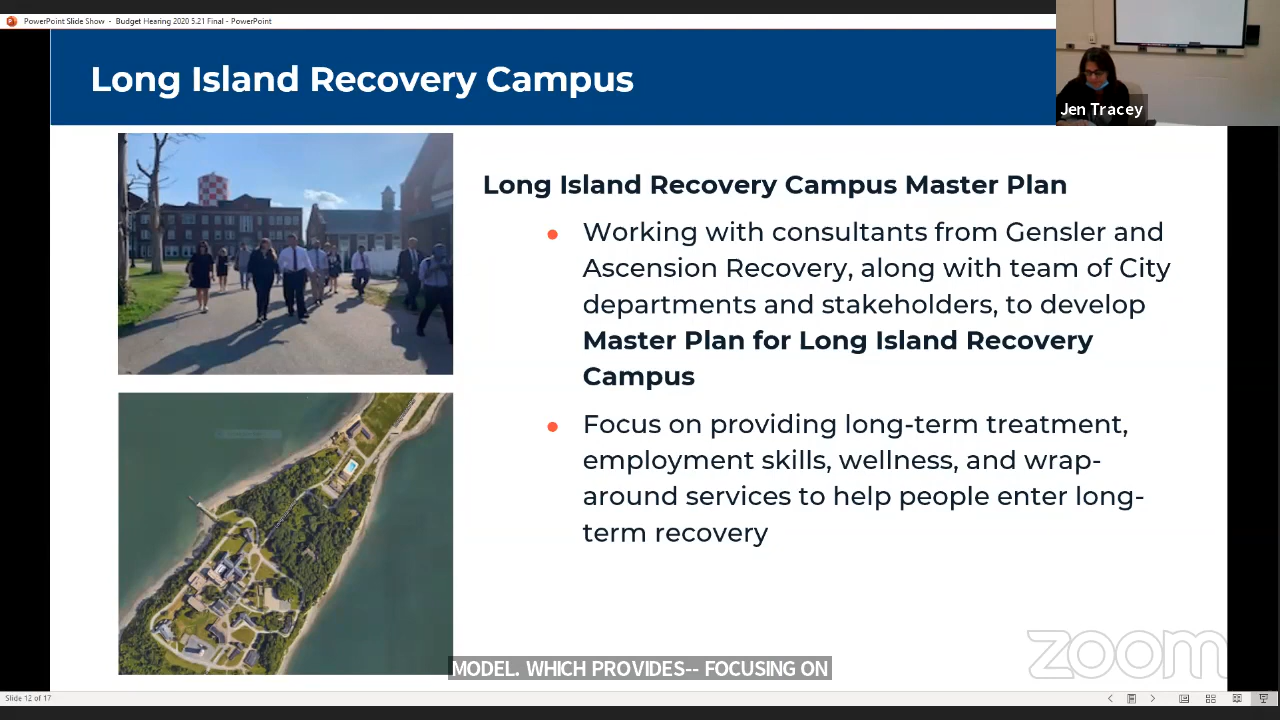 PowerPoint Slide Show - Budget Hearing 2020 5.21 Final - PowerPoint
Long Island Recovery Campus
Jen Tracey
Long Island Recovery Campus Master Plan
Working with consultants from Gensler and
Ascension Recovery, along with team of City
departments and stakeholders, to develop
Master Plan for Long Island Recovery
Campus
Focus on providing long-term treatment,
employment skills, wellness, and wrap-
around services to help people enter long-
term recovery
zoom
MODEL. WHICH PROVIDES-- FOCUSING ON
Slide 12 of 17